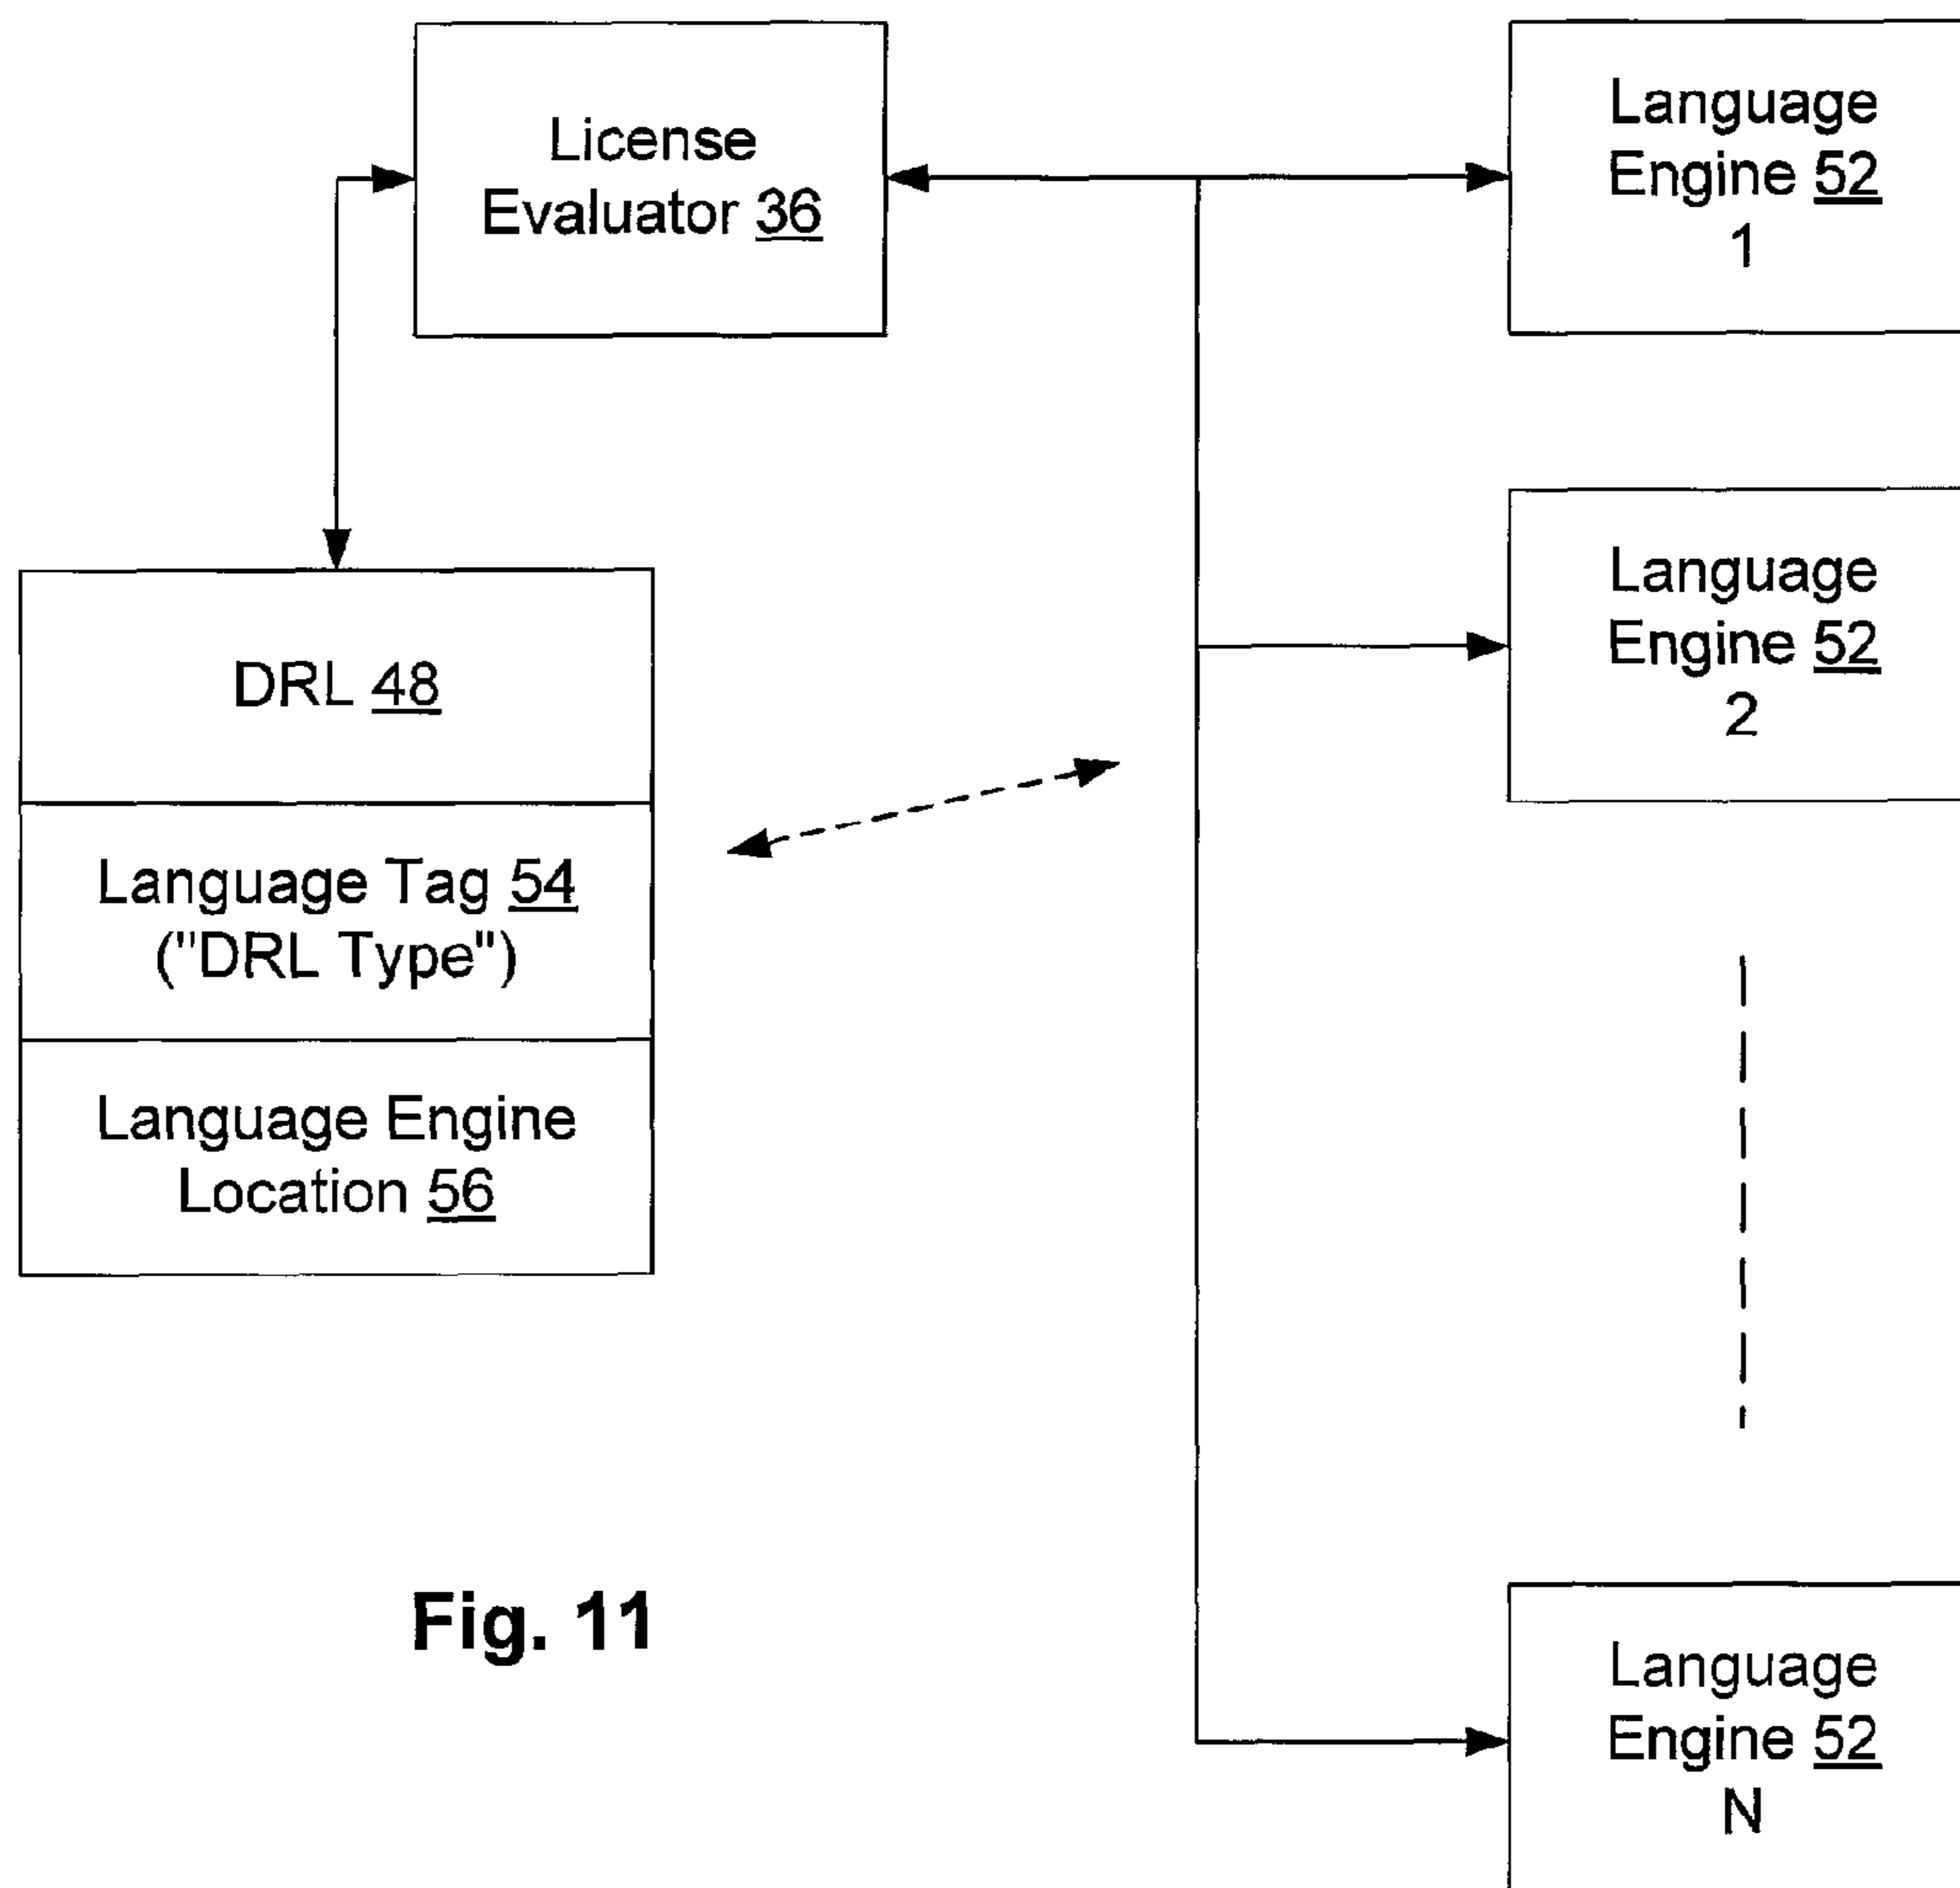 License
Evaluator 36
Language
Engine 52
1
Language
Engine 52
2
DRL 48
Language Tag 54
("DRL Type")
Language Engine
Location 56
Fig. 11
Language
Engine 52
N